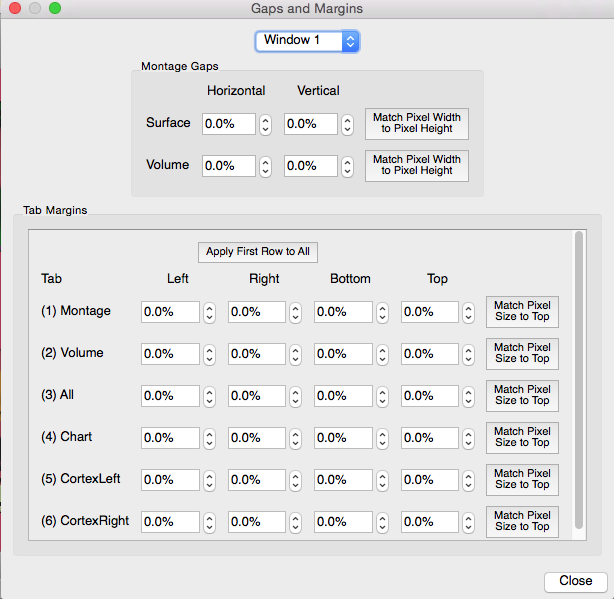 Gaps and Margins
Window 1
Montage Gaps
Horizontal Vertical
Surface 0.0% 0.0% Match Pixel Width
to Pixel Height
Volume 0.0% 0.0% Match Pixel Width
to Pixel Height
Tab Margins
Apply First Row to All
Tab Left Right Bottom Top
(1) Montage 0.0% 0.0% 0.0% 0.0% Match Pixel
Size to Top
(2) Volume 0.0% 0.0% 0.0% 0.0% Match Pixel
Size to Top
(3) All 0.0% 0.0% 0.0% 0.0% Match Pixel
Size to Top
(4) Chart 0.0% 0.0% 0.0% 0.0% Match Pixel
Size to Top
(5) CortexLeft 0.0% 0.0% 0.0% 0.0% Match Pixel
Size to Top
(6) CortexRight 0.0% 0.0% 0.0% 0.0% Match Pixel
Size to Top
Close